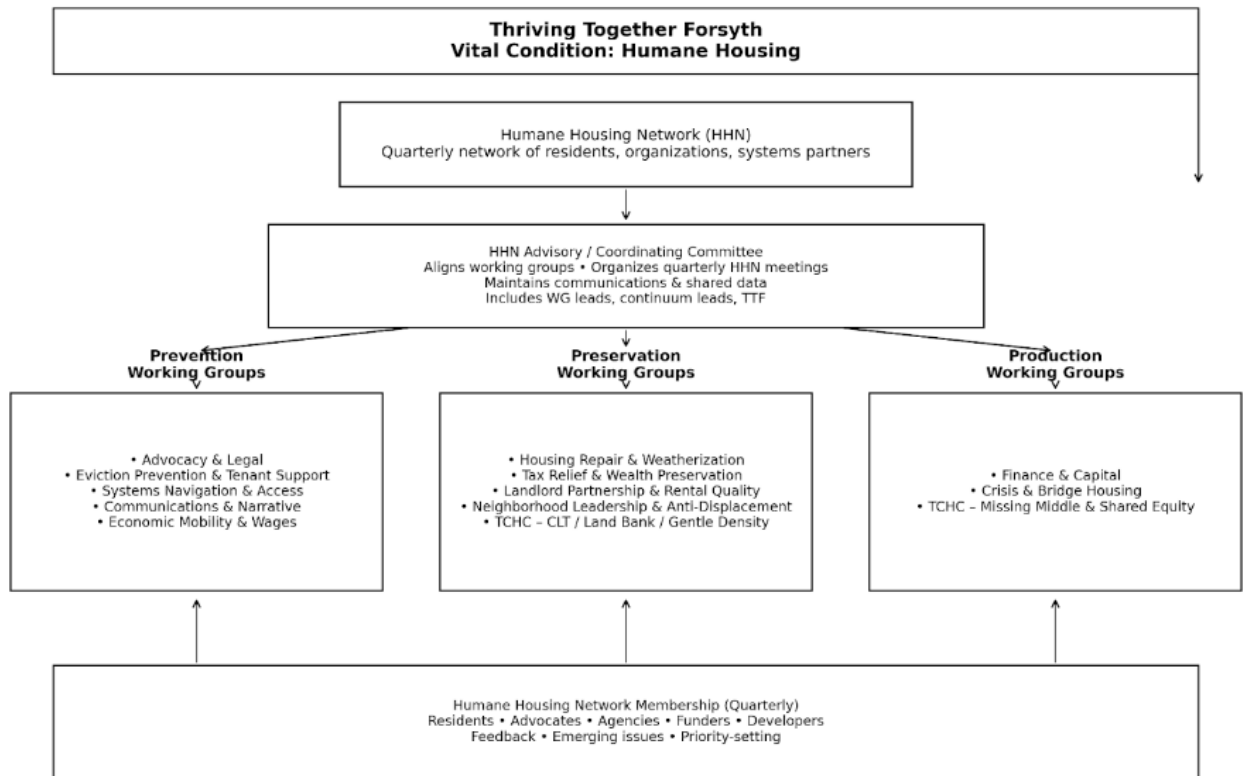 Thriving Together Forsyth
Vital Condition: Humane Housing
Humane Housing Network (HHN)
Quarterly network of residents, organizations, systems partners
HHN Advisory / Coordinating Committee
Aligns working groups • Organizes quarterly HHN meetings
Maintains communications & shared data
Includes WG leads, continuum leads, TTF
Prevention
Working Groups
• Advocacy & Legal
• Eviction Prevention & Tenant Support
• Systems Navigation & Access
• Communications & Narrative
• Economic Mobility & Wages
Preservation
Working Groups
• Housing Repair & Weatherization
• Tax Relief & Wealth Preservation
• Landlord Partnership & Rental Quality
• Neighborhood Leadership & Anti-Displacement
• TCHC – CLT / Land Bank / Gentle Density
Production
Working Groups
• Finance & Capital
• Crisis & Bridge Housing
• TCHC – Missing Middle & Shared Equity
Humane Housing Network Membership (Quarterly)
Residents • Advocates • Agencies • Funders • Developers
Feedback • Emerging issues • Priority-setting